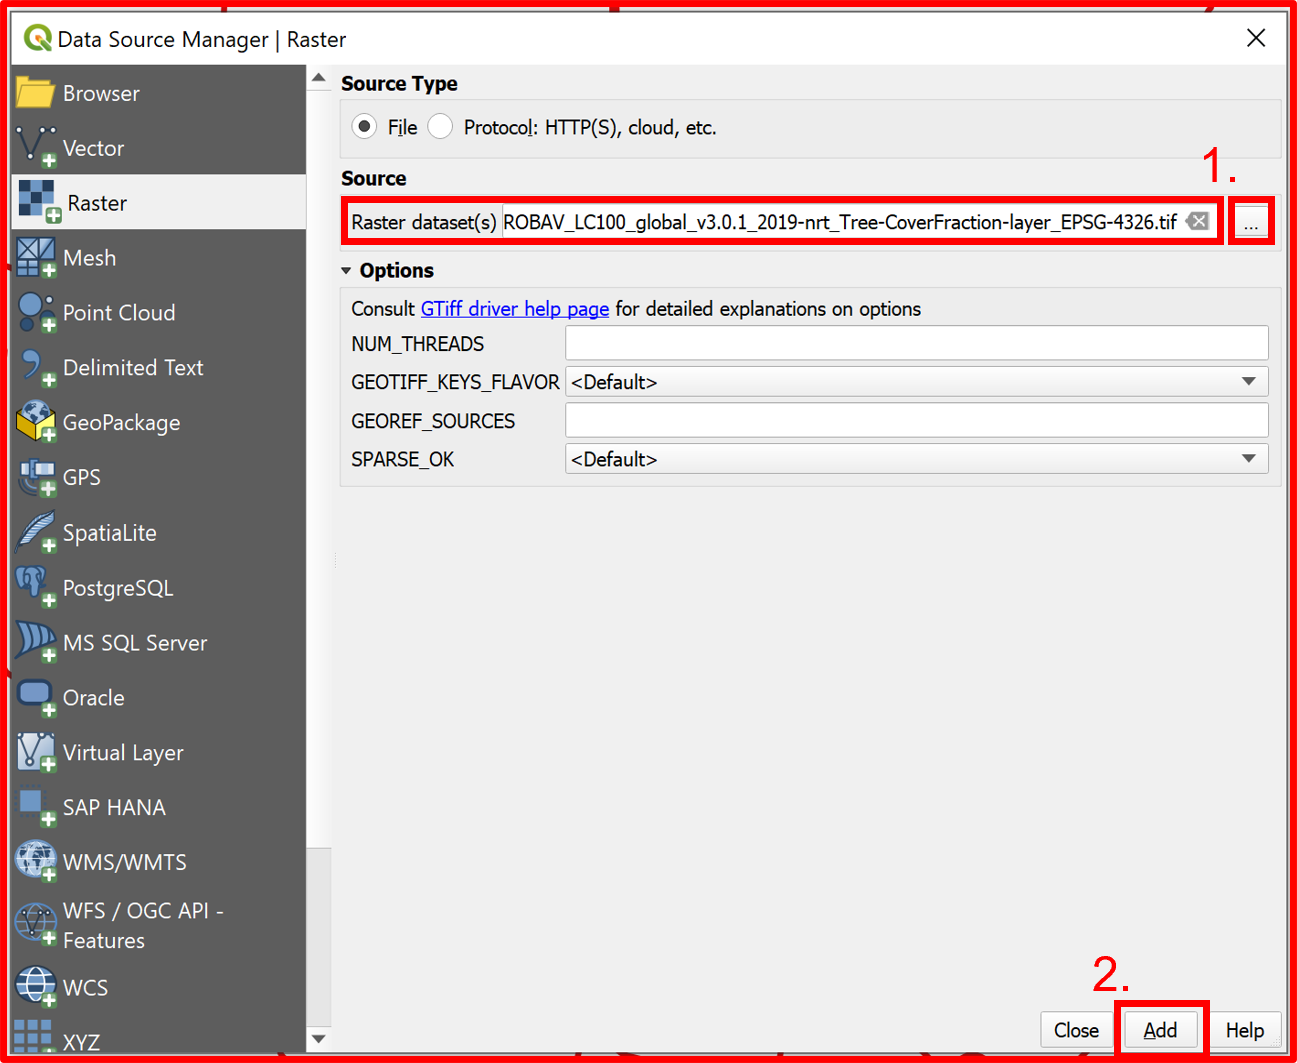 Data Source Manager | Raster
Browser
Vector
Raster
Mesh
Point Cloud
Delimited Text
GeoPackage
GPS
SpatiaLite
PostgreSQL
MS SQL Server
Oracle
Virtual Layer
SAP HANA
WMS/WMTS
WFS / OGC API -
Features
WCS
XYZ
Source Type
File
Protocol: HTTP(S), cloud, etc.
1.
Source
Raster dataset(s) ROBAV_LC100_global_v3.0.1_2019-nrt_Tree-CoverFraction-layer_EPSG-4326.tif
...
Options
Consult GTiff driver help page for detailed explanations on options
NUM_THREADS
GEOTIFF_KEYS_FLAVOR <Default>
GEOREF_SOURCES
SPARSE_OK <Default>
2.
Close Add Help